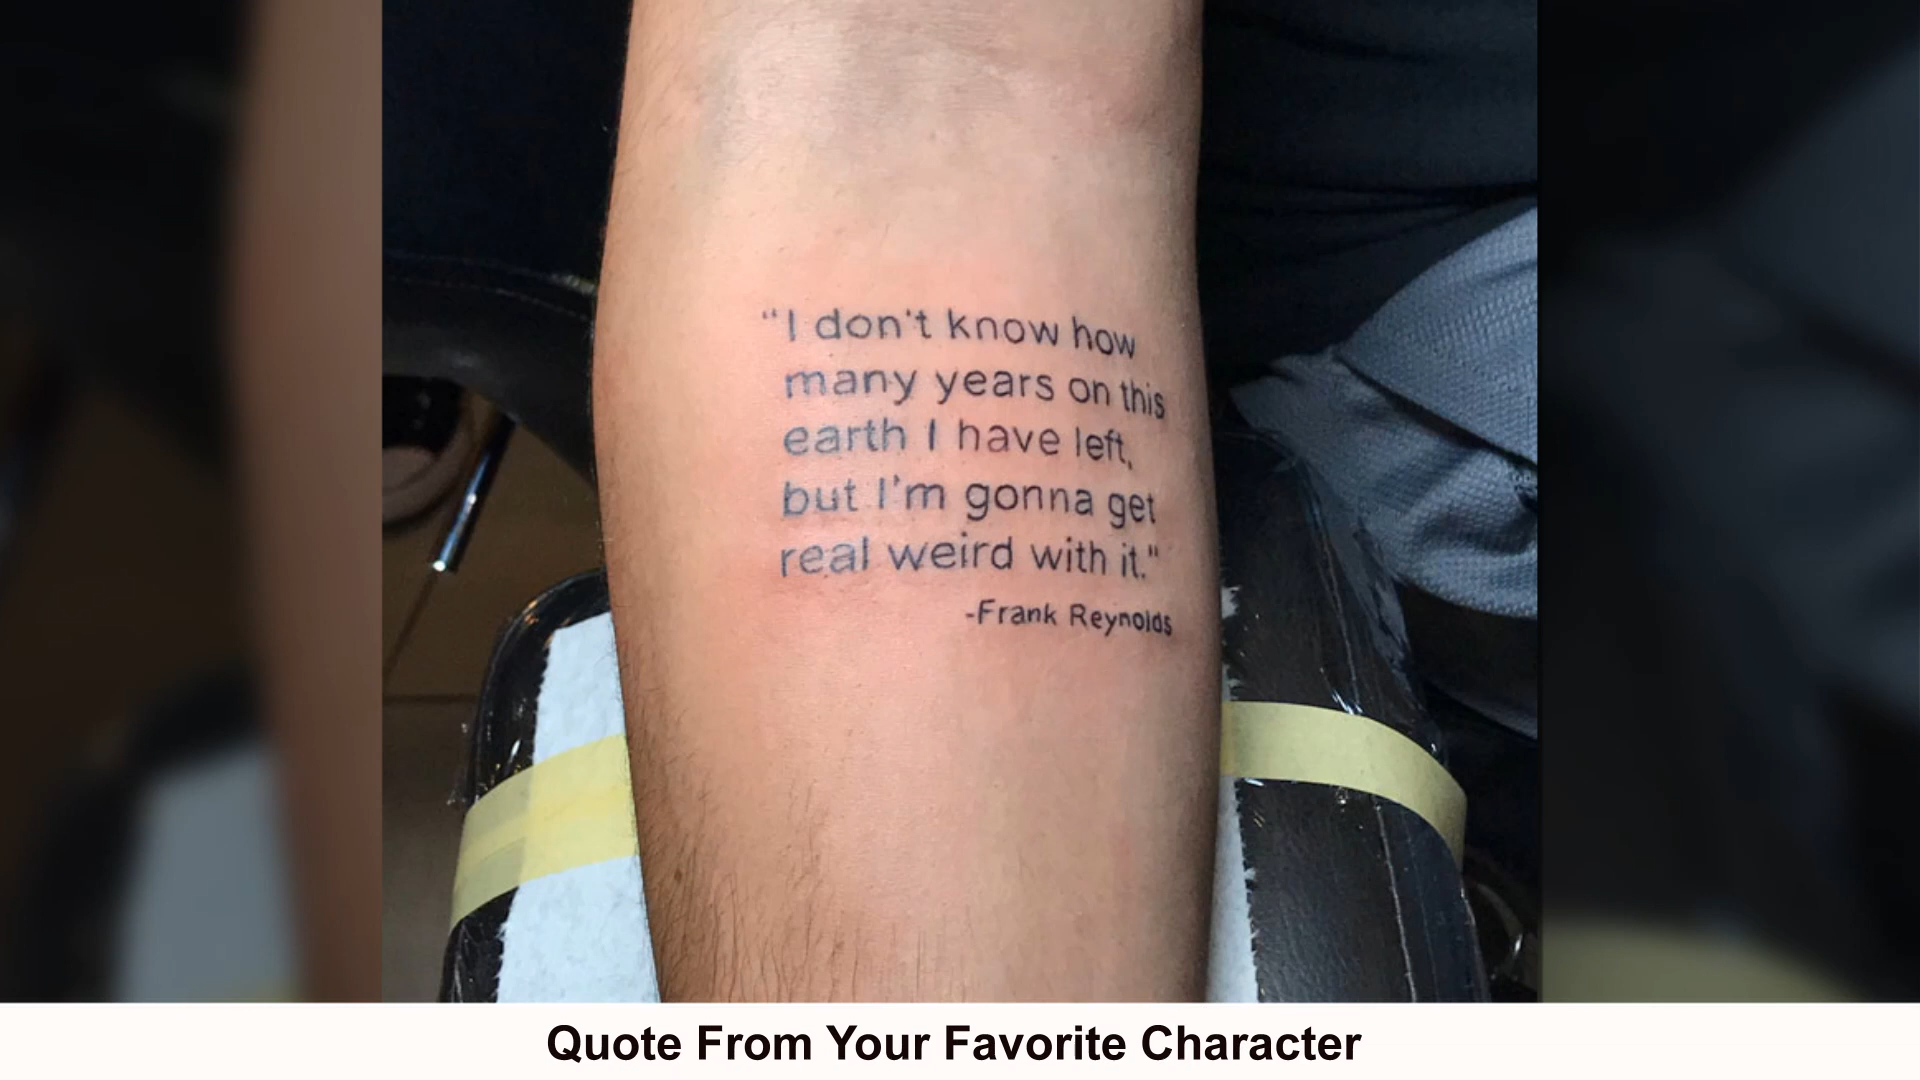 “I don't know how
many years on this
earth I have left,
but I'm gonna get
real weird with it."
-Frank Reynolds
Quote From Your Favorite Character